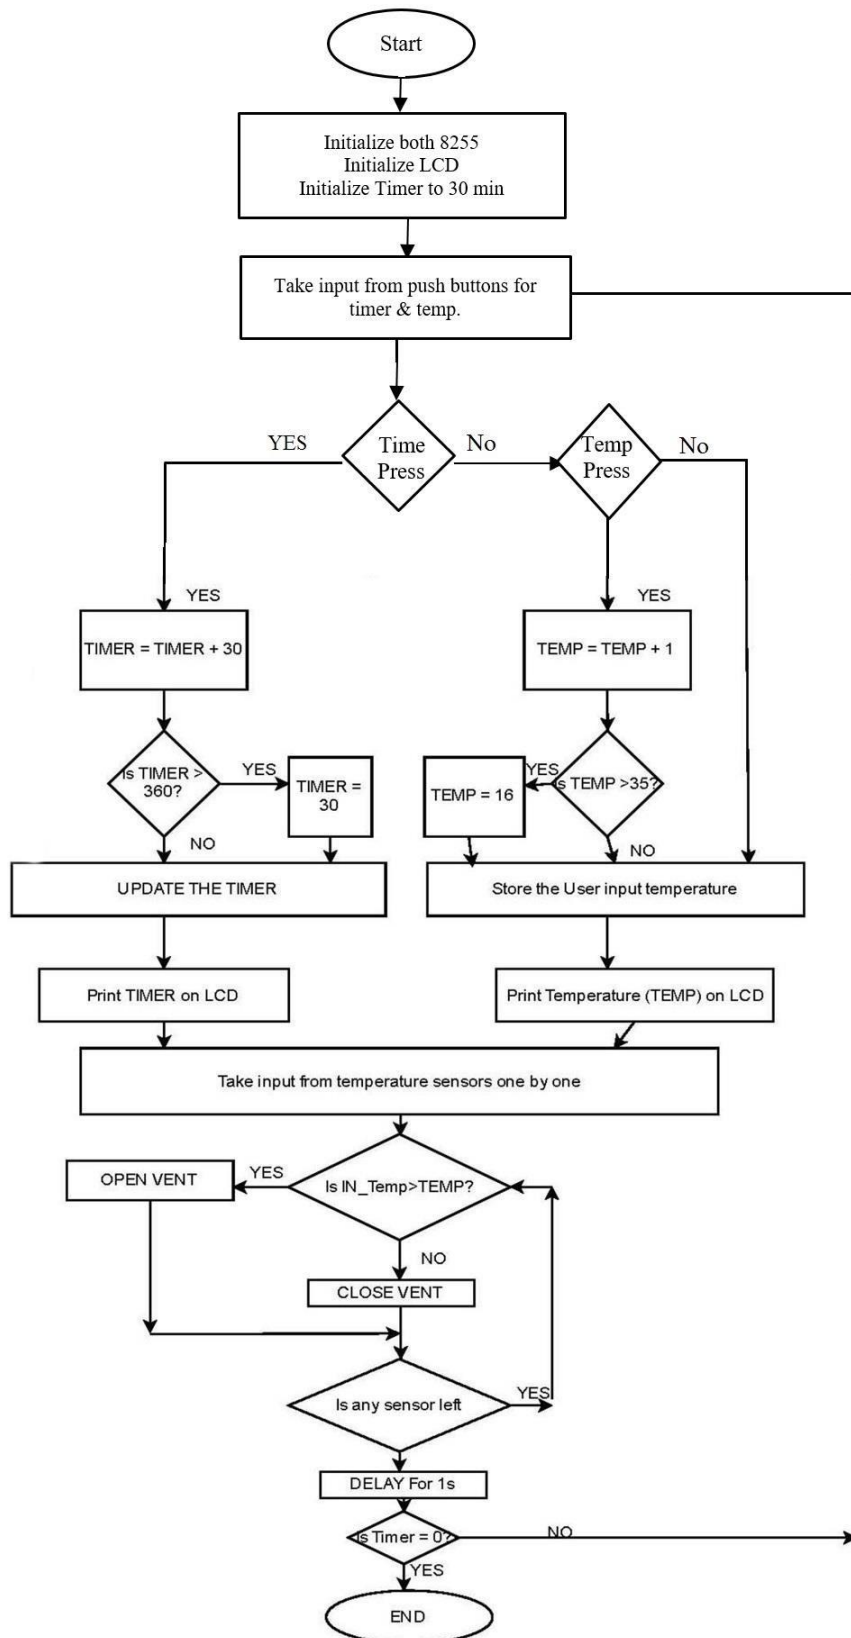 Start
Initialize both 8255
Initialize LCD
Initialize Timer to 30 min
Take input from push buttons for
timer & temp.
YES
Time
Press
No
Temp
Press
No
YES
YES
TIMER = TIMER + 30
TEMP = TEMP + 1
Is TIMER >
360?
YES
TIMER =
30
TEMP = 16
YES
Is TEMP >35?
NO
NO
UPDATE THE TIMER
Store the User input temperature
Print TIMER on LCD
Print Temperature (TEMP) on LCD
Take input from temperature sensors one by one
OPEN VENT
YES
Is IN_Temp>TEMP?
NO
CLOSE VENT
Is any sensor left
YES
DELAY For 1s
Is Timer = 0?
NO
YES
END